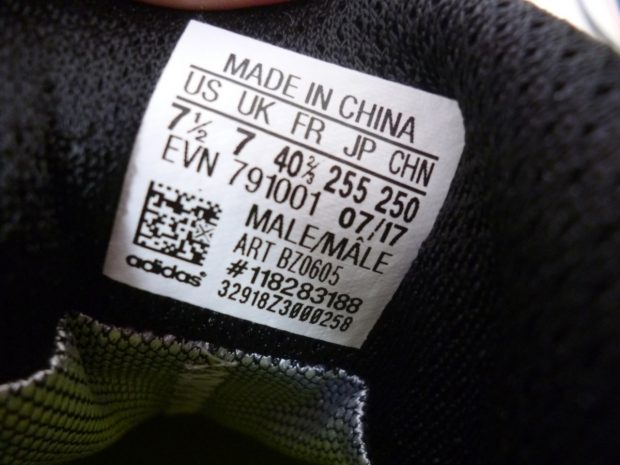 MADE IN CHINA
US UK FR JP CHN
7½ 7 40⅔ 255 250
EVN 791001 07/17
MALE/MÂLE
ART BZ0605
#118283188
32918Z3000258
adidas